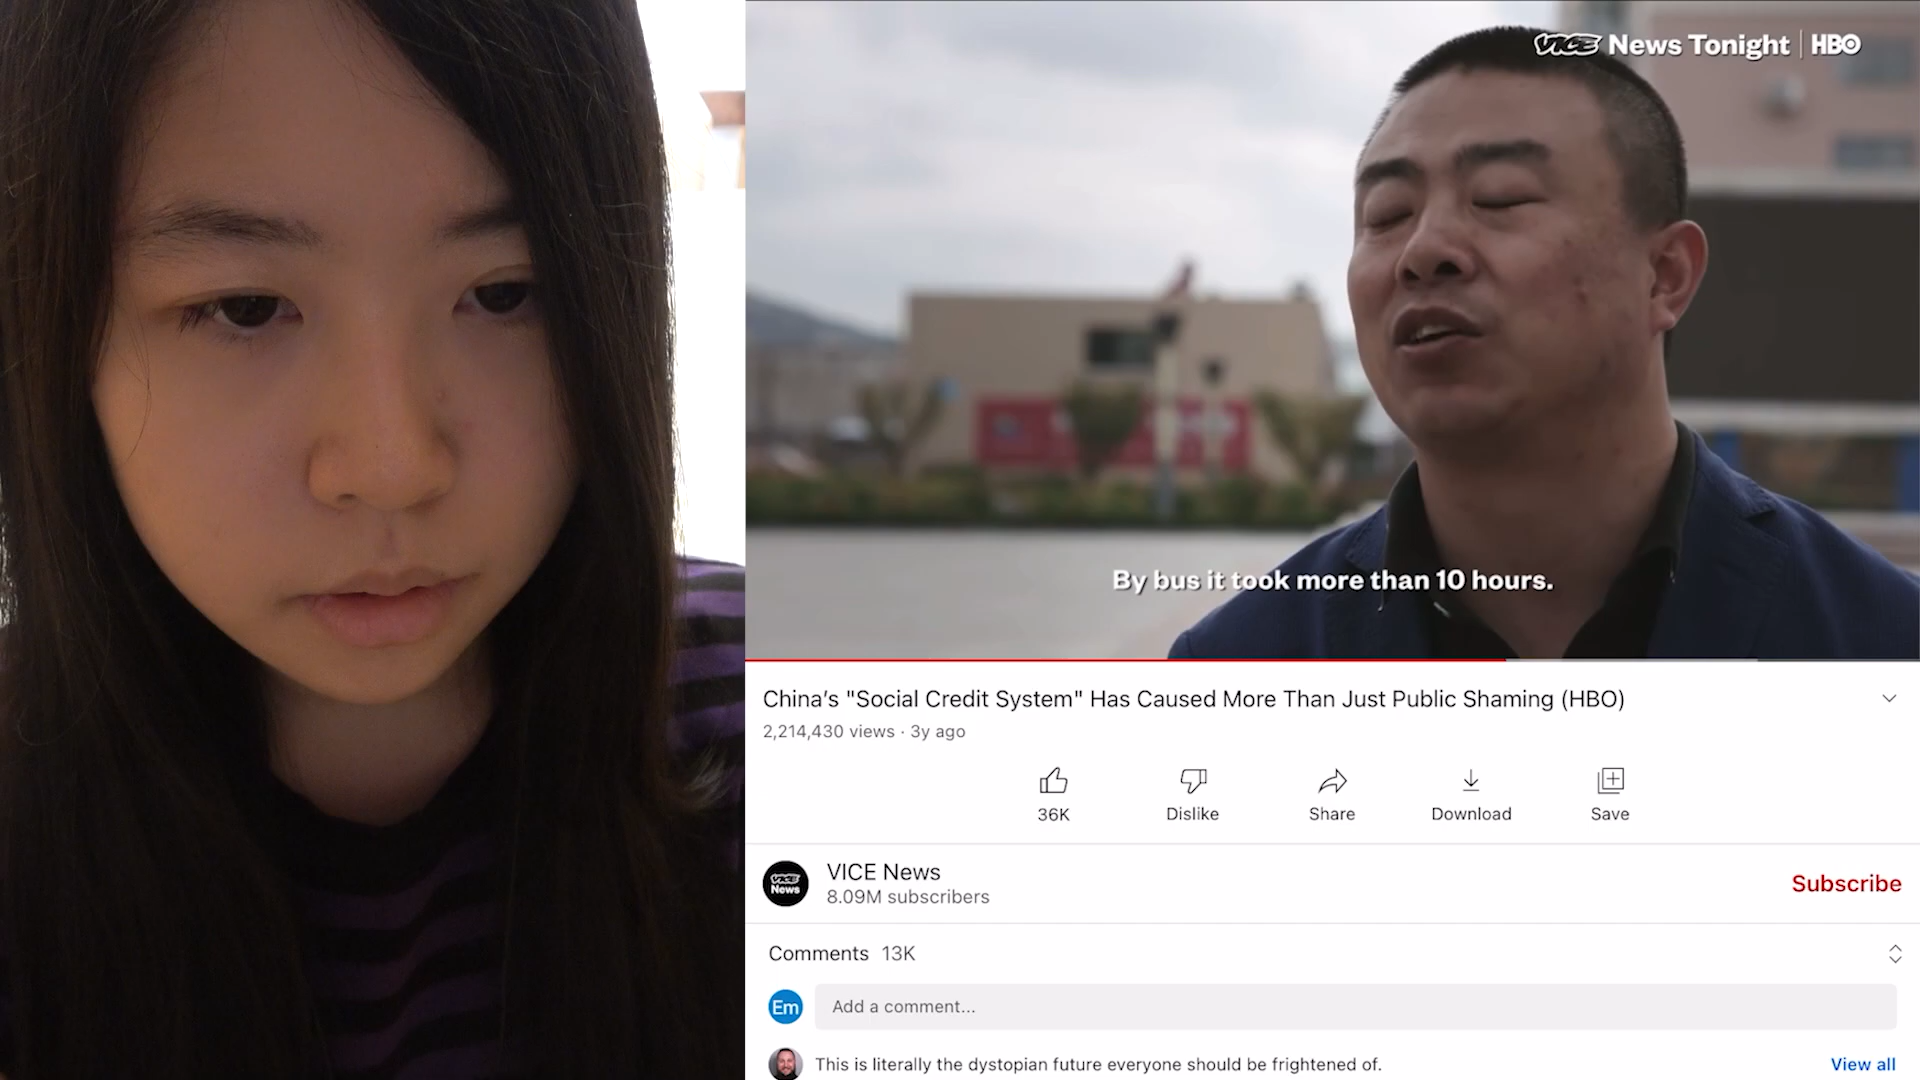 VICE News Tonight | HBO
By bus it took more than 10 hours.
China's "Social Credit System" Has Caused More Than Just Public Shaming (HBO)
2,214,430 views · 3y ago
36K
Dislike
Share
Download
Save
VICE News
VICE News
8.09M subscribers
Subscribe
Comments 13K
Em
Add a comment...
This is literally the dystopian future everyone should be frightened of.
View all